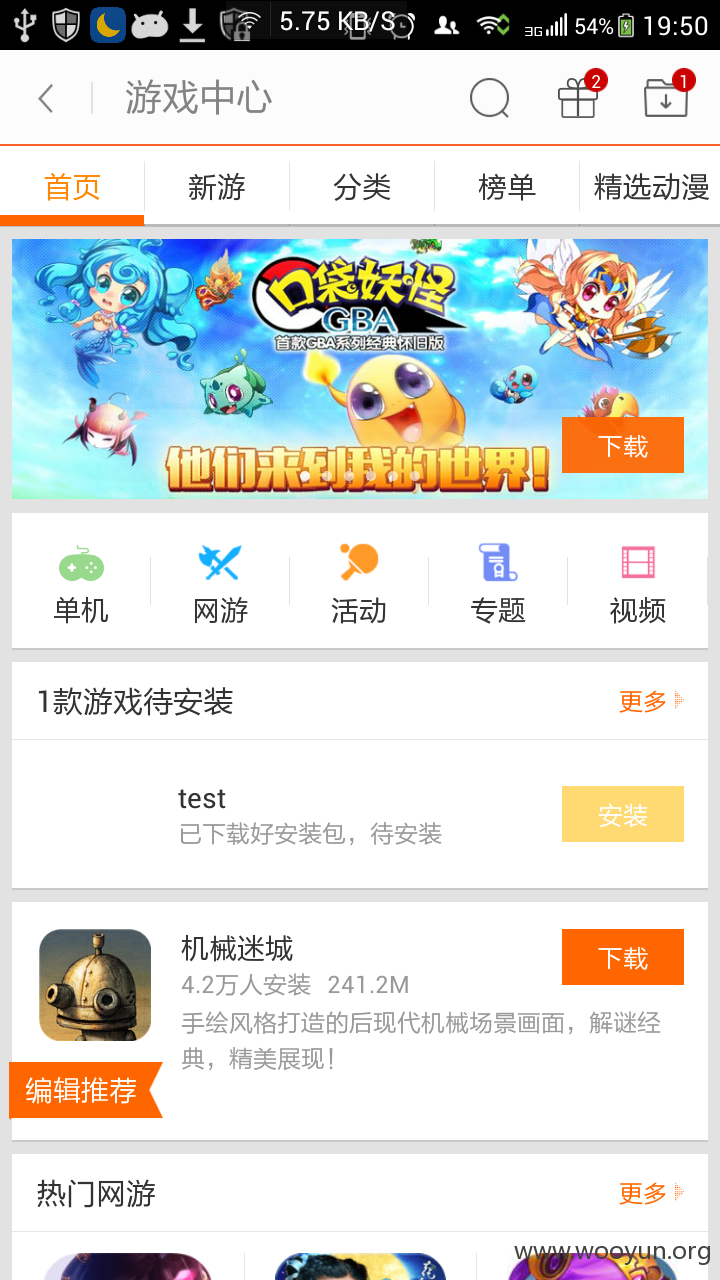 5.75 KB/S 3G 54% 19:50
游戏中心 2 1
首页 新游 分类 榜单 精选动漫
口袋妖怪
GBA
首款GBA系列经典怀旧版
他们来到我的世界!
下载
单机 网游 活动 专题 视频
1款游戏待安装 更多
test
已下载好安装包，待安装
安装
机械迷城
4.2万人安装 241.2M
下载
手绘风格打造的后现代机械场景画面，解谜经
典，精美展现！
编辑推荐
热门网游 更多
www.wooyun.org